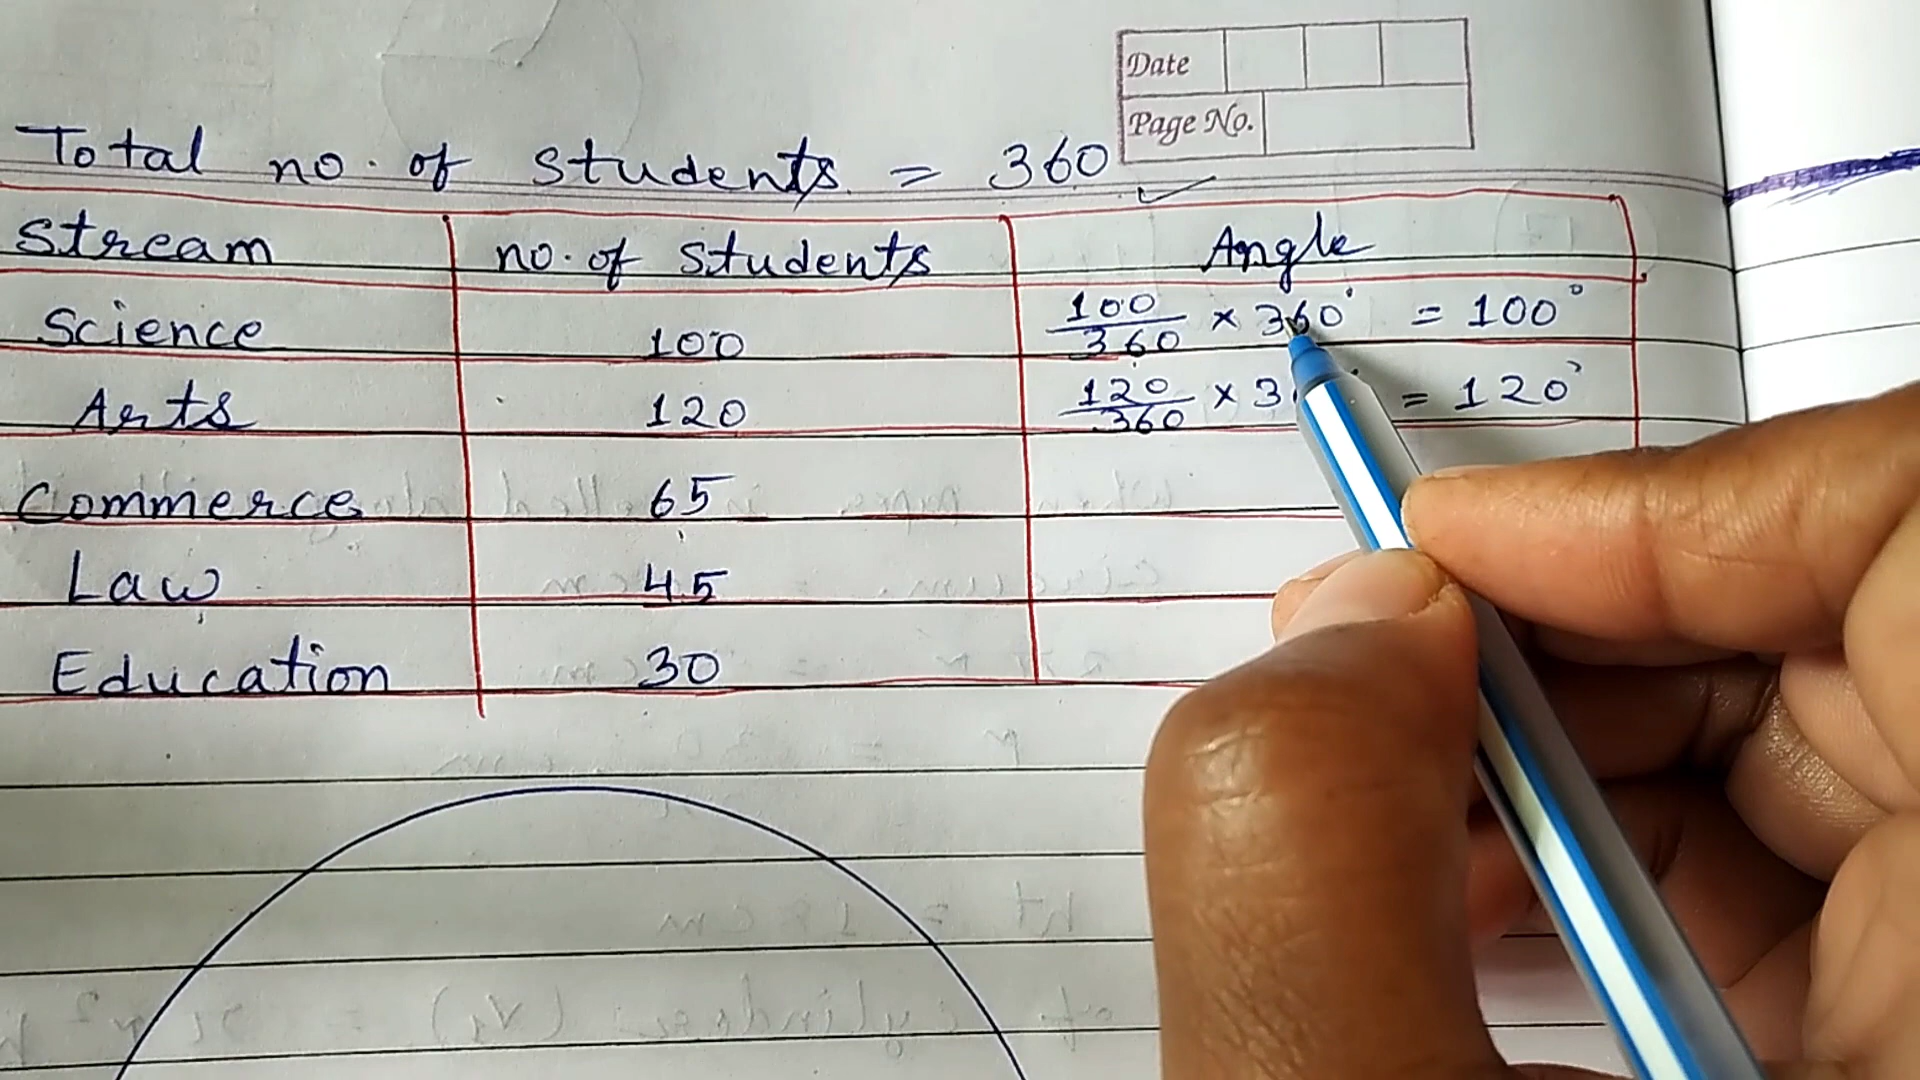 Date
Page No.
Total no. of students = 360
Stream no. of students Angle
Science 100 100/360 × 360° = 100°
Arts 120 120/360 × 3 = 120°
Commerce 65
Law 45
Education 30